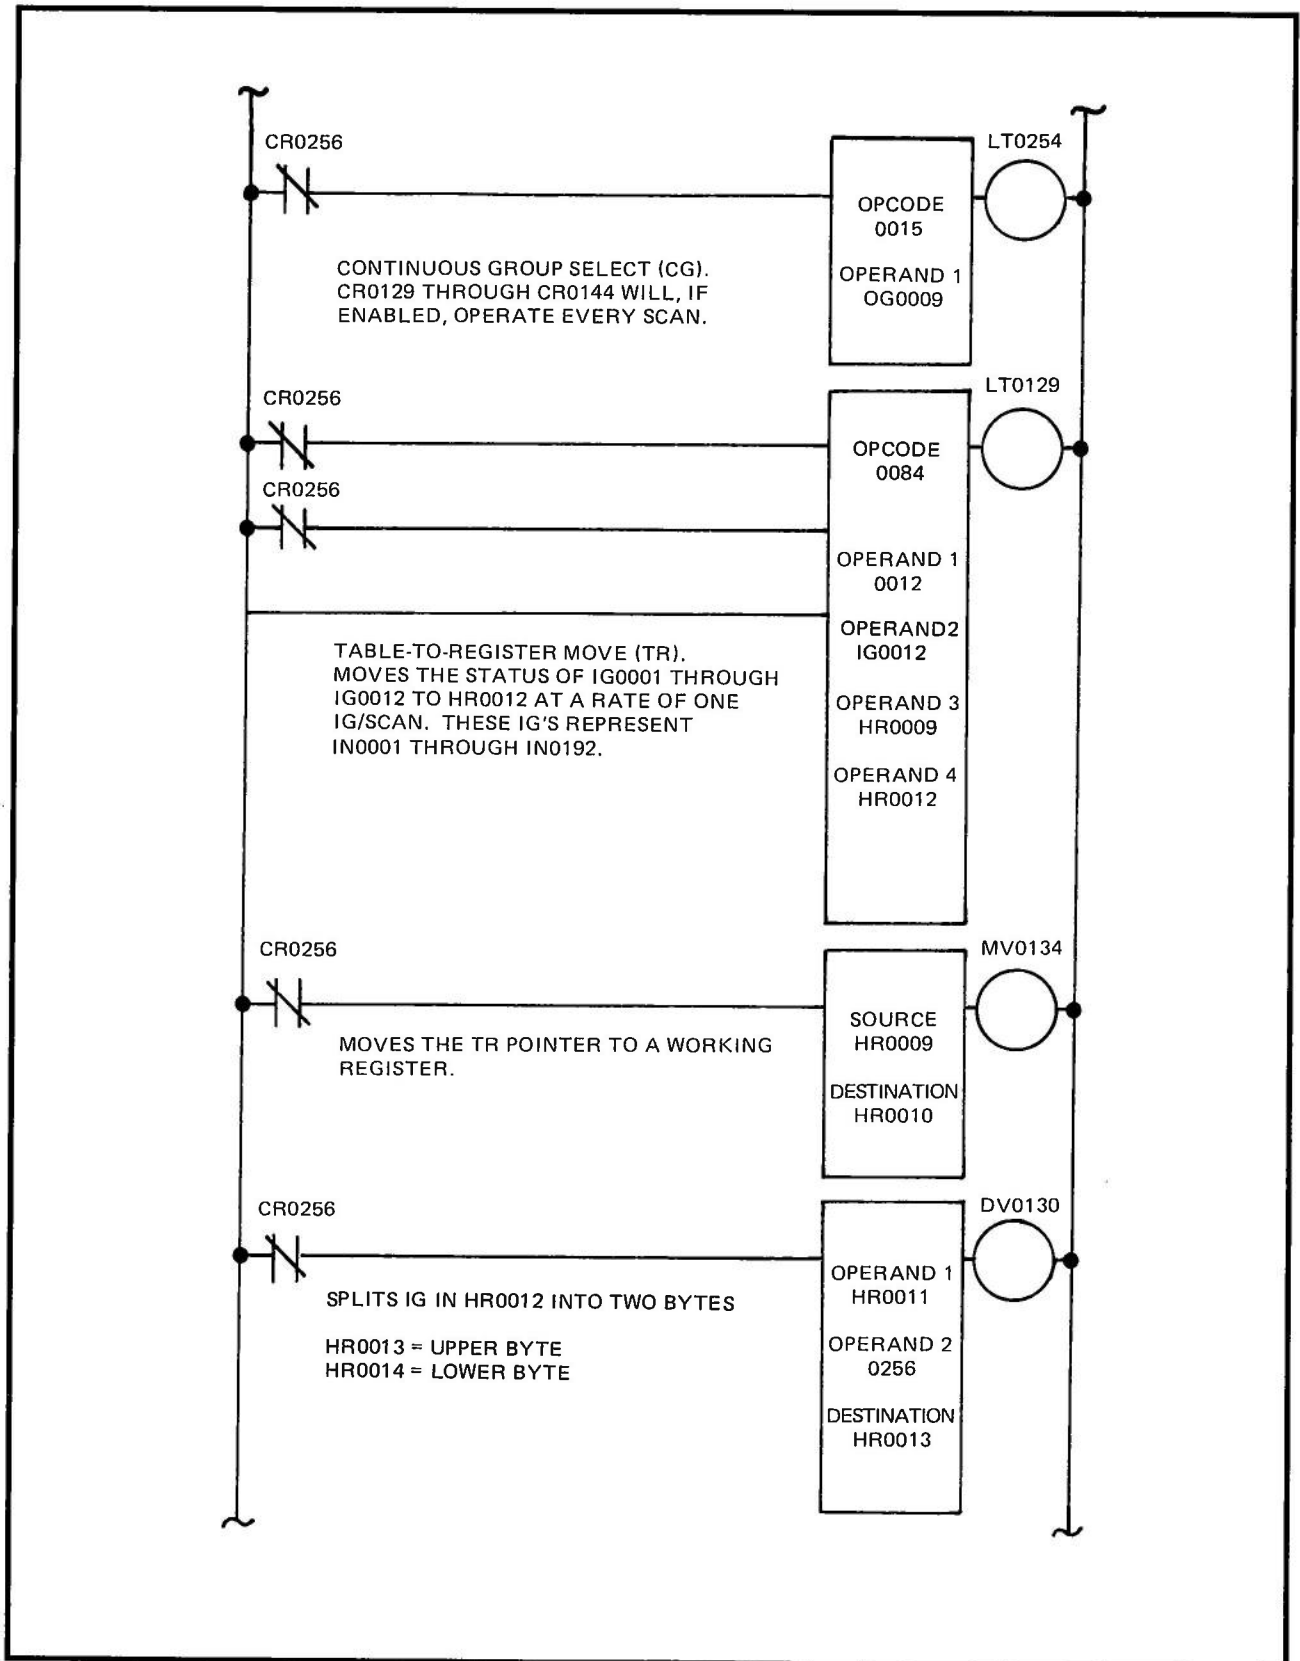 CR0256
LT0254
OPCODE
0015
OPERAND 1
OG0009
CONTINUOUS GROUP SELECT (CG).
CR0129 THROUGH CR0144 WILL, IF
ENABLED, OPERATE EVERY SCAN.
CR0256
LT0129
OPCODE
0084
CR0256
OPERAND 1
0012
OPERAND2
IG0012
OPERAND 3
HR0009
OPERAND 4
HR0012
TABLE-TO-REGISTER MOVE (TR).
MOVES THE STATUS OF IG0001 THROUGH
IG0012 TO HR0012 AT A RATE OF ONE
IG/SCAN. THESE IG'S REPRESENT
IN0001 THROUGH IN0192.
CR0256
MV0134
SOURCE
HR0009
DESTINATION
HR0010
MOVES THE TR POINTER TO A WORKING
REGISTER.
CR0256
DV0130
OPERAND 1
HR0011
OPERAND 2
0256
DESTINATION
HR0013
SPLITS IG IN HR0012 INTO TWO BYTES
HR0013 = UPPER BYTE
HR0014 = LOWER BYTE